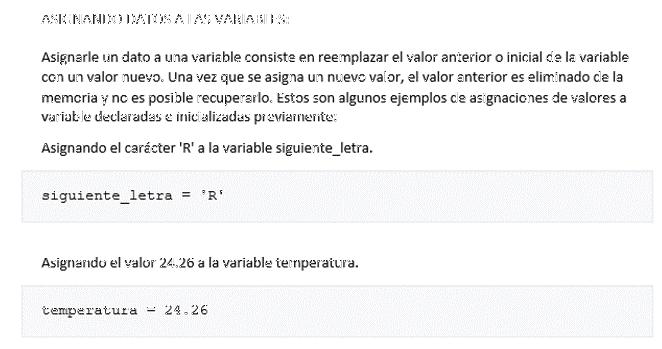 ASIGNANDO DATOS A LAS VARIABLES:
Asignarle un dato a una variable consiste en reemplazar el valor anterior o inicial de la variable
con un valor nuevo. Una vez que se asigna un nuevo valor, el valor anterior es eliminado de la
memoria y no es posible recuperarlo. Estos son algunos ejemplos de asignaciones de valores a
variable declaradas e inicializadas previamente:
Asignando el carácter 'R' a la variable siguiente_letra.
siguiente_letra = 'R'
Asignando el valor 24.26 a la variable temperatura.
temperatura = 24.26